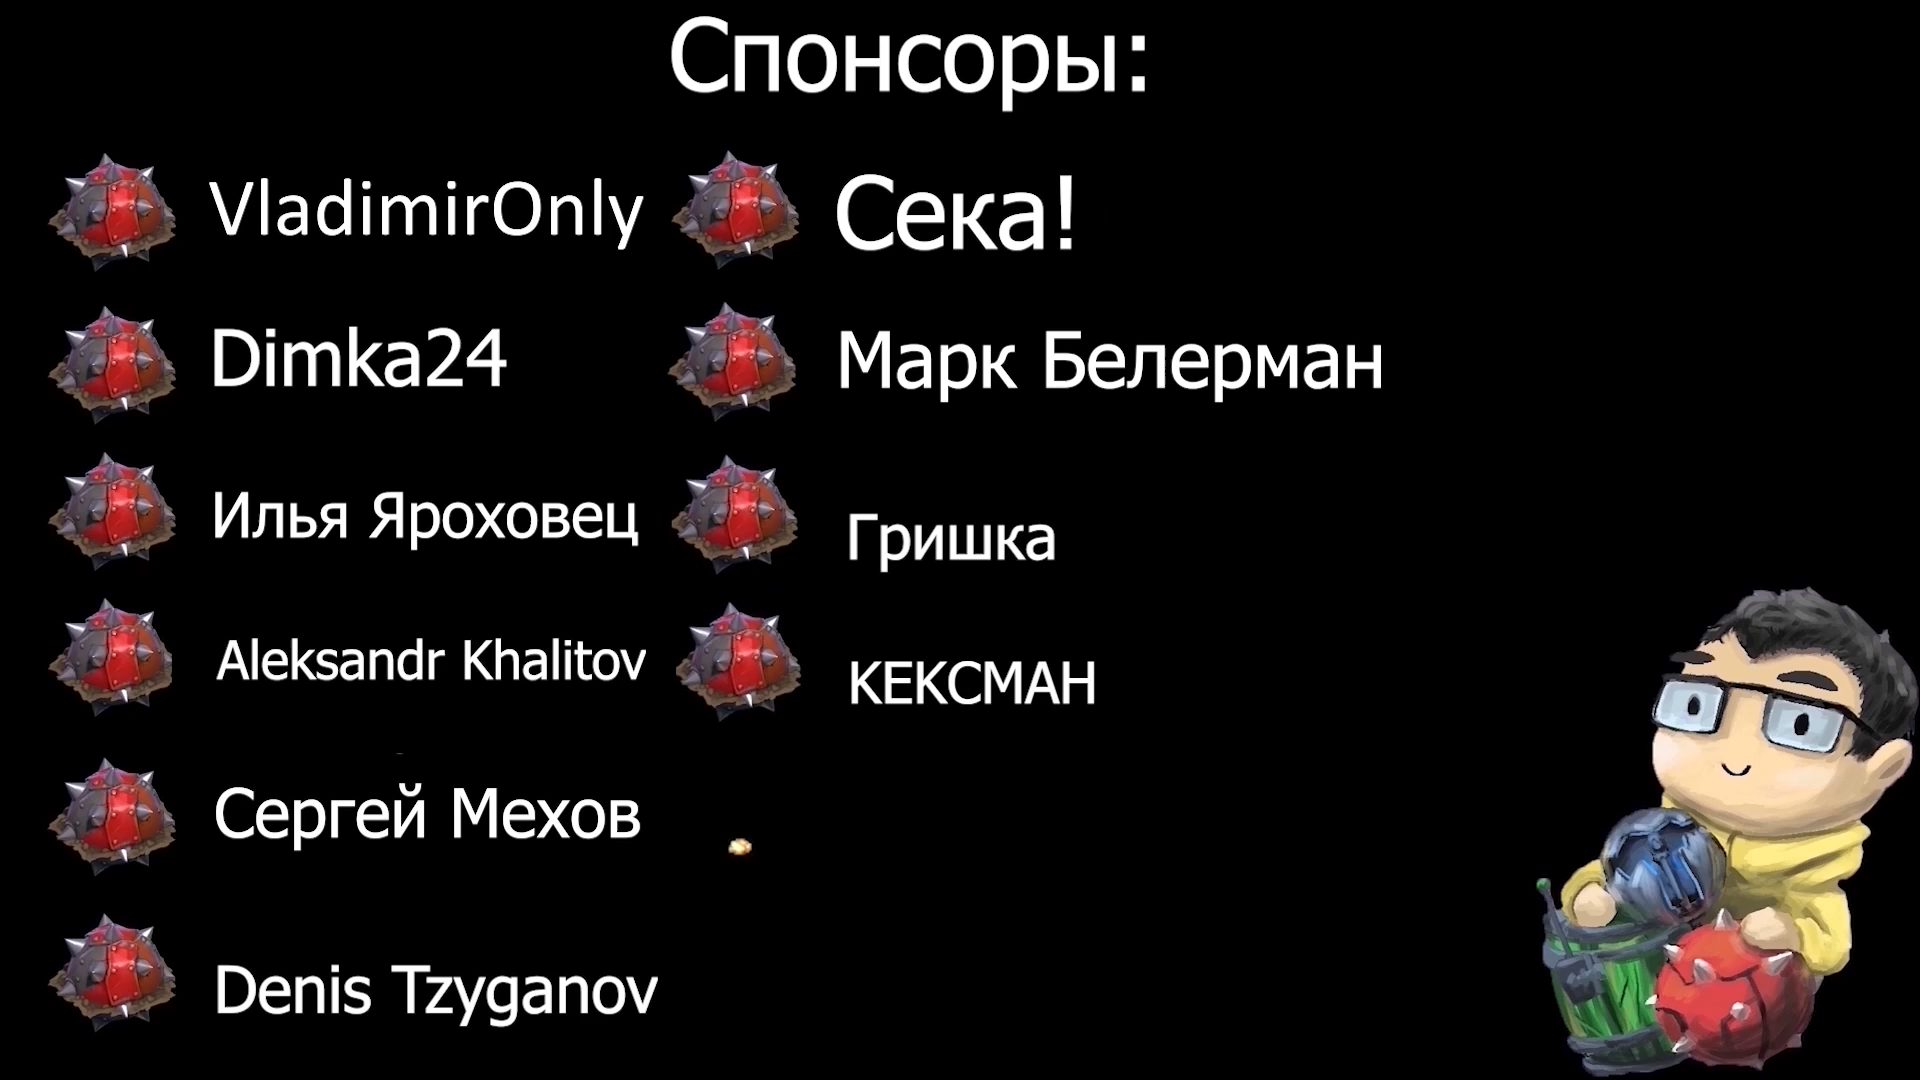 Спонсоры:
VladimirOnly
Dimka24
Илья Яроховец
Aleksandr Khalitov
Сергей Мехов
Denis Tzyganov
Сека!
Марк Белерман
Гришка
КЕКСМАН